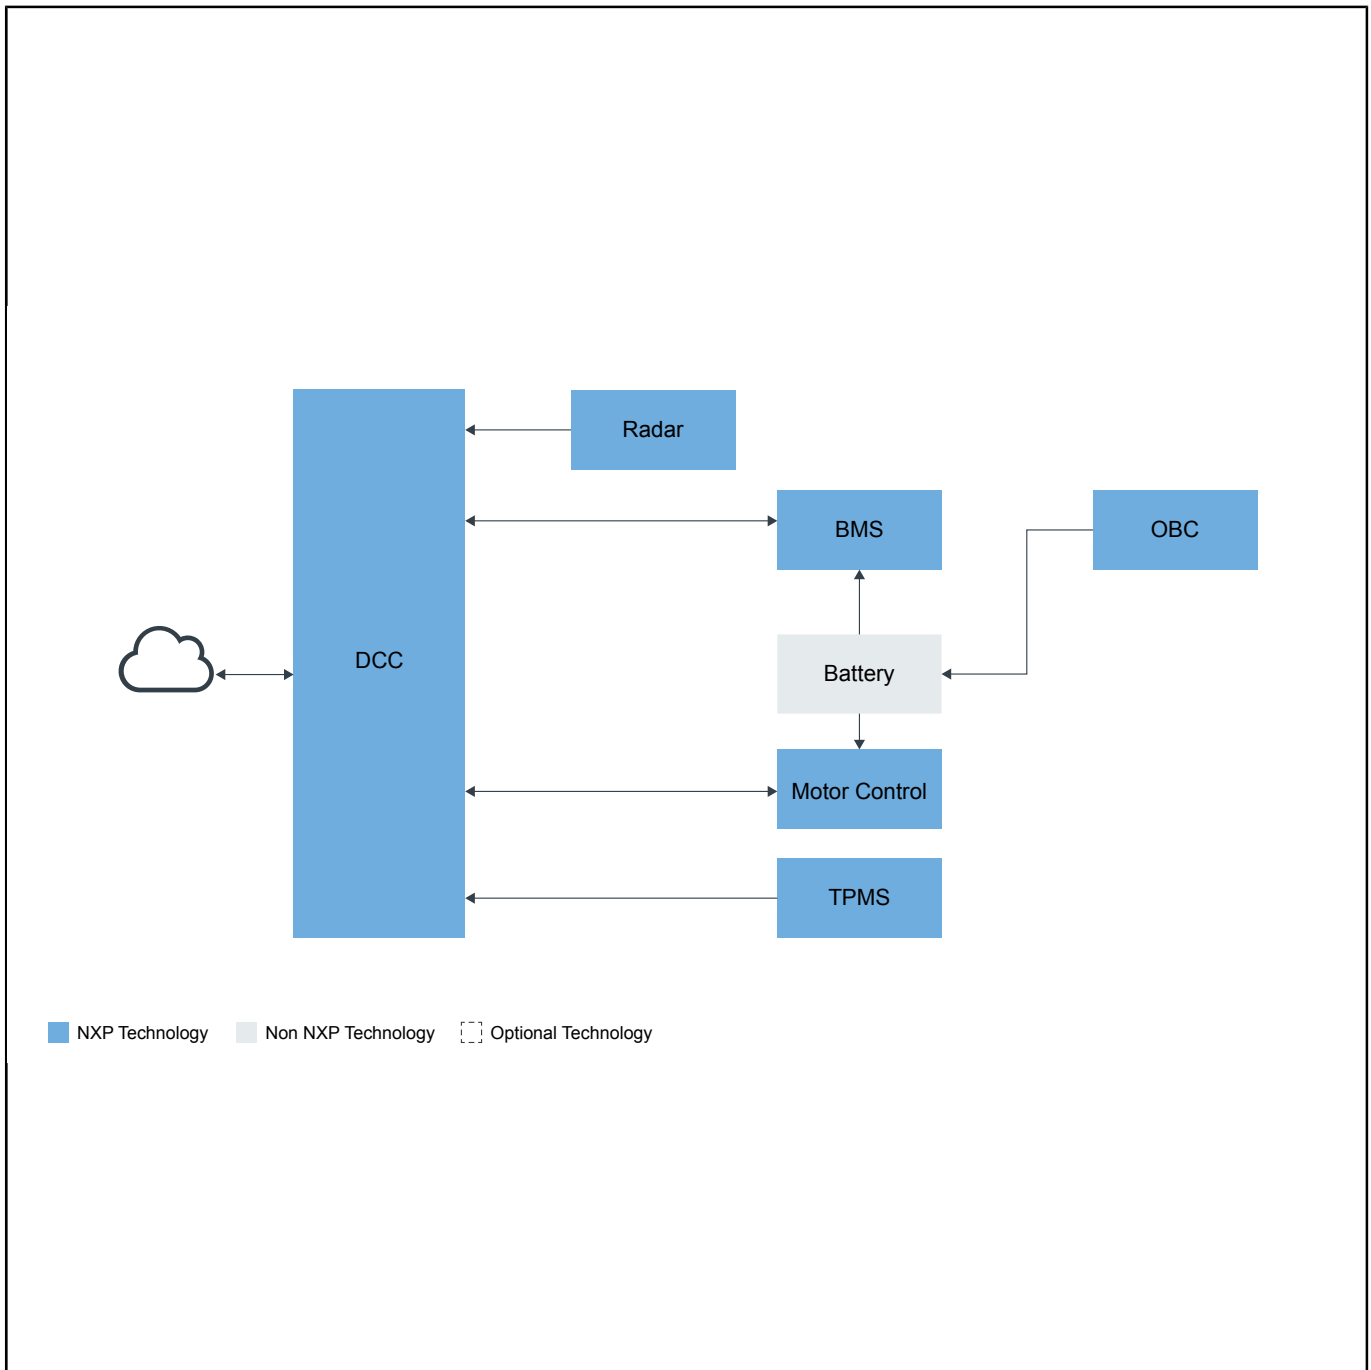 Radar
BMS
OBC
DCC
Battery
Motor Control
TPMS
NXP Technology
Non NXP Technology
Optional Technology